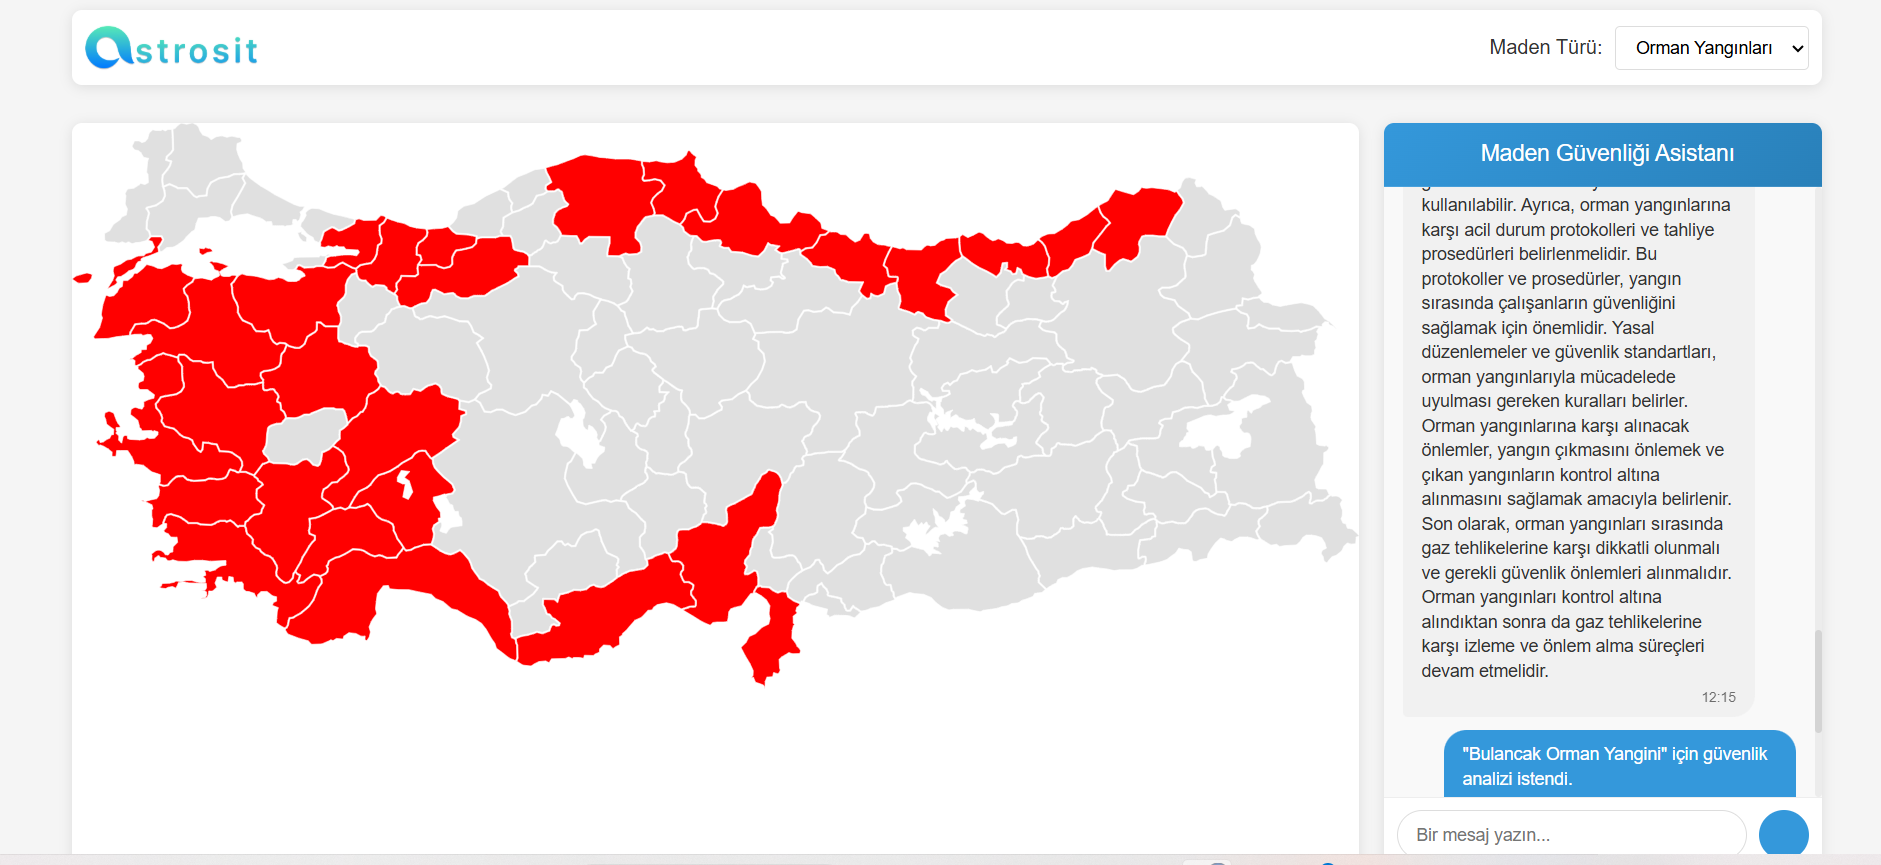 astrosit
Maden Türü:
Orman Yangınları
Maden Güvenliği Asistanı
kullanılabilir. Ayrıca, orman yangınlarına
karşı acil durum protokolleri ve tahliye
prosedürleri belirlenmelidir. Bu
protokoller ve prosedürler, yangın
sırasında çalışanların güvenliğini
sağlamak için önemlidir. Yasal
düzenlemeler ve güvenlik standartları,
orman yangınlarıyla mücadelede
uyulması gereken kuralları belirler.
Orman yangınlarına karşı alınacak
önlemler, yangın çıkmasını önlemek ve
çıkan yangınların kontrol altına
alınmasını sağlamak amacıyla belirlenir.
Son olarak, orman yangınları sırasında
gaz tehlikelerine karşı dikkatli olunmalı
ve gerekli güvenlik önlemleri alınmalıdır.
Orman yangınları kontrol altına
alındıktan sonra da gaz tehlikelerine
karşı izleme ve önlem alma süreçleri
devam etmelidir.
12:15
"Bulancak Orman Yangini" için güvenlik
analizi istendi.
Bir mesaj yazın...